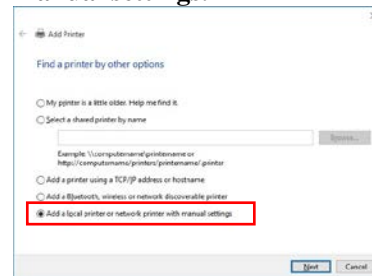 Add Printer
Find a printer by other options
My printer is a little older. Help me find it.
Select a shared printer by name
Browse...
Example: \\computername\printername or
http://computername/printers/printername/.printer
Add a printer using a TCP/IP address or hostname
Add a Bluetooth, wireless or network discoverable printer
Add a local printer or network printer with manual settings
Next
Cancel